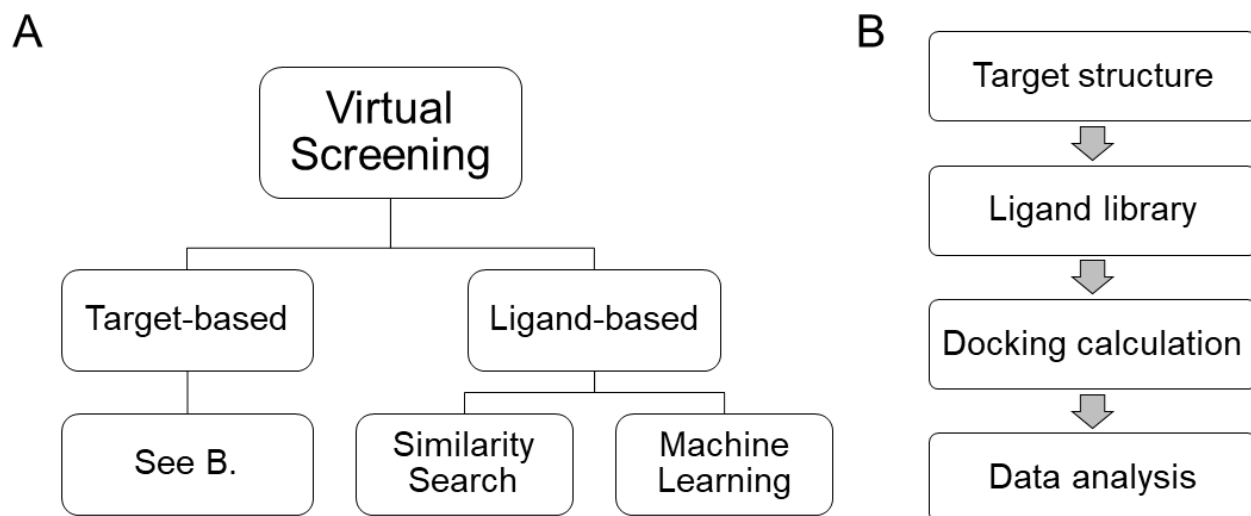 A
Virtual
Screening
Target-based
Ligand-based
See B.
Similarity
Search
Machine
Learning
B
Target structure
Ligand library
Docking calculation
Data analysis